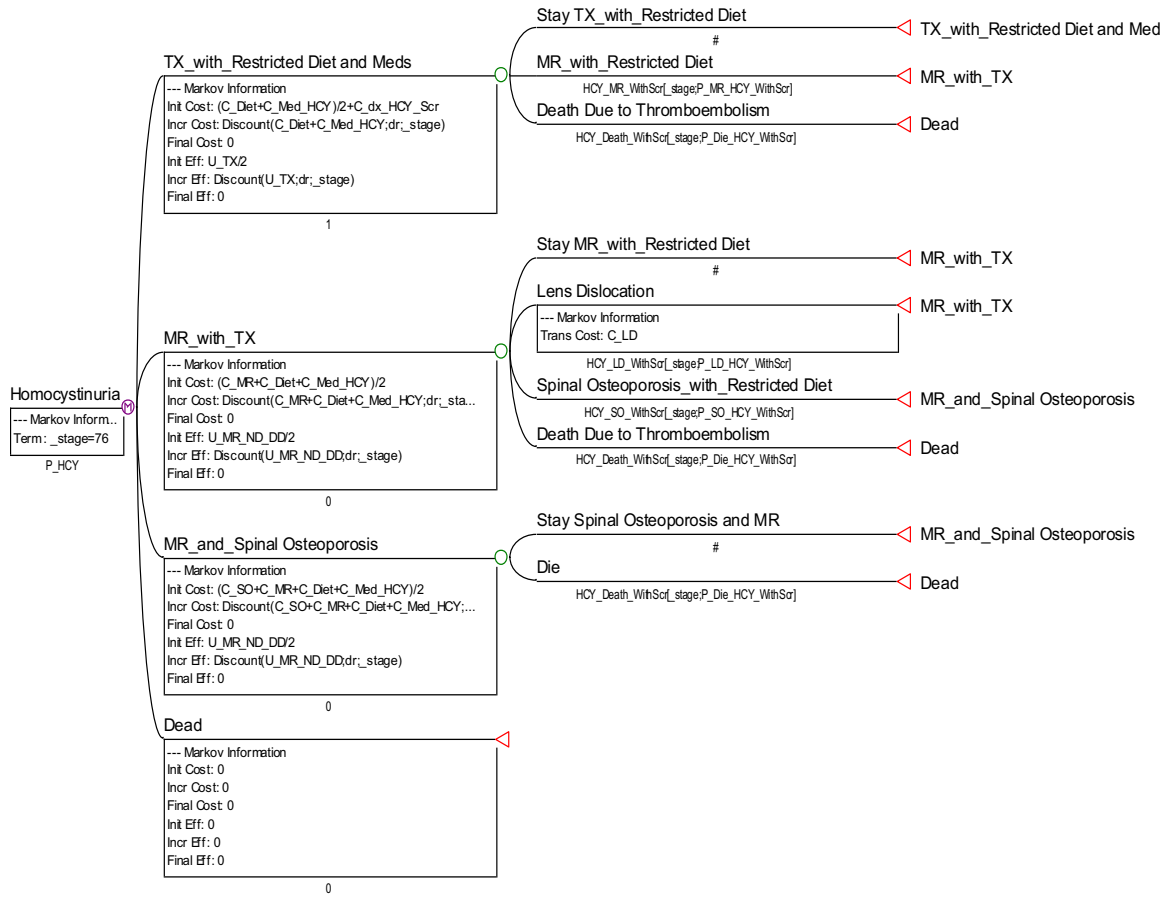 Homocystinuria
--- Markov Inform...
Term: _stage=76
P_HCY
TX_with_Restricted Diet and Meds
--- Markov Information
Init Cost: (C_Diet+C_Med_HCY)/2+C_dx_HCY_Scr
Incr Cost: Discount(C_Diet+C_Med_HCY;dr;_stage)
Final Cost: 0
Init Eff: U_TX/2
Incr Eff: Discount(U_TX;dr;_stage)
Final Eff: 0
1
Stay TX_with_Restricted Diet
#
TX_with_Restricted Diet and Med
MR_with_Restricted Diet
HCY_MR_WithScr[_stage;P_MR_HCY_WithScr]
MR_with_TX
Death Due to Thromboembolism
HCY_Death_WithScr[_stage;P_Die_HCY_WithScr]
Dead
MR_with_TX
--- Markov Information
Init Cost: (C_MR+C_Diet+C_Med_HCY)/2
Incr Cost: Discount(C_MR+C_Diet+C_Med_HCY;dr;_sta...
Final Cost: 0
Init Eff: U_MR_ND_DD/2
Incr Eff: Discount(U_MR_ND_DD;dr;_stage)
Final Eff: 0
0
Stay MR_with_Restricted Diet
#
MR_with_TX
Lens Dislocation
--- Markov Information
Trans Cost: C_LD
HCY_LD_WithScr[_stage;P_LD_HCY_WithScr]
MR_with_TX
Spinal Osteoporosis_with_Restricted Diet
HCY_SO_WithScr[_stage;P_SO_HCY_WithScr]
MR_and_Spinal Osteoporosis
Death Due to Thromboembolism
HCY_Death_WithScr[_stage;P_Die_HCY_WithScr]
Dead
MR_and_Spinal Osteoporosis
--- Markov Information
Init Cost: (C_SO+C_MR+C_Diet+C_Med_HCY)/2
Incr Cost: Discount(C_SO+C_MR+C_Diet+C_Med_HCY;...
Final Cost: 0
Init Eff: U_MR_ND_DD/2
Incr Eff: Discount(U_MR_ND_DD;dr;_stage)
Final Eff: 0
0
Stay Spinal Osteoporosis and MR
#
MR_and_Spinal Osteoporosis
Die
HCY_Death_WithScr[_stage;P_Die_HCY_WithScr]
Dead
Dead
--- Markov Information
Init Cost: 0
Incr Cost: 0
Final Cost: 0
Init Eff: 0
Incr Eff: 0
Final Eff: 0
0